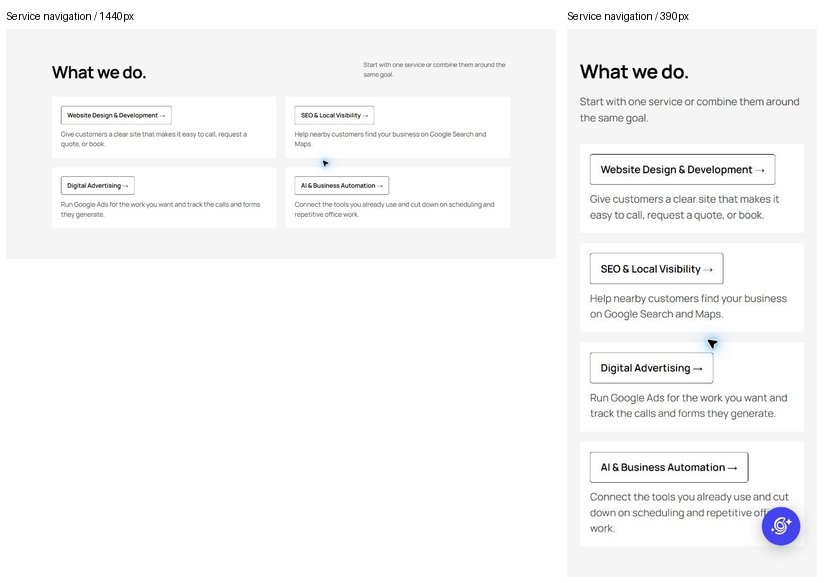 Service navigation / 1440px
What we do.
Start with one service or combine them around the
same goal.
Website Design & Development →
Give customers a clear site that makes it easy to call, request a
quote, or book.
SEO & Local Visibility →
Help nearby customers find your business on Google Search and
Maps.
Digital Advertising →
Run Google Ads for the work you want and track the calls and forms
they generate.
AI & Business Automation →
Connect the tools you already use and cut down on scheduling and
repetitive office work.
Service navigation / 390px
What we do.
Start with one service or combine them around
the same goal.
Website Design & Development →
Give customers a clear site that makes it
easy to call, request a quote, or book.
SEO & Local Visibility →
Help nearby customers find your business
on Google Search and Maps.
Digital Advertising →
Run Google Ads for the work you want and
track the calls and forms they generate.
AI & Business Automation →
Connect the tools you already use and cut
down on scheduling and repetitive office
work.